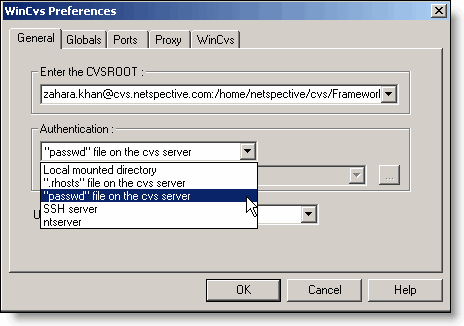 WinCvs Preferences
General Globals Ports Proxy WinCvs
Enter the CVSROOT :
zahara.khan@cvs.netspective.com:/home/netspective/cvs/Framework
Authentication :
"passwd" file on the cvs server
Local mounted directory
".rhosts" file on the cvs server
"passwd" file on the cvs server
SSH server
ntserver
...
OK Cancel Help